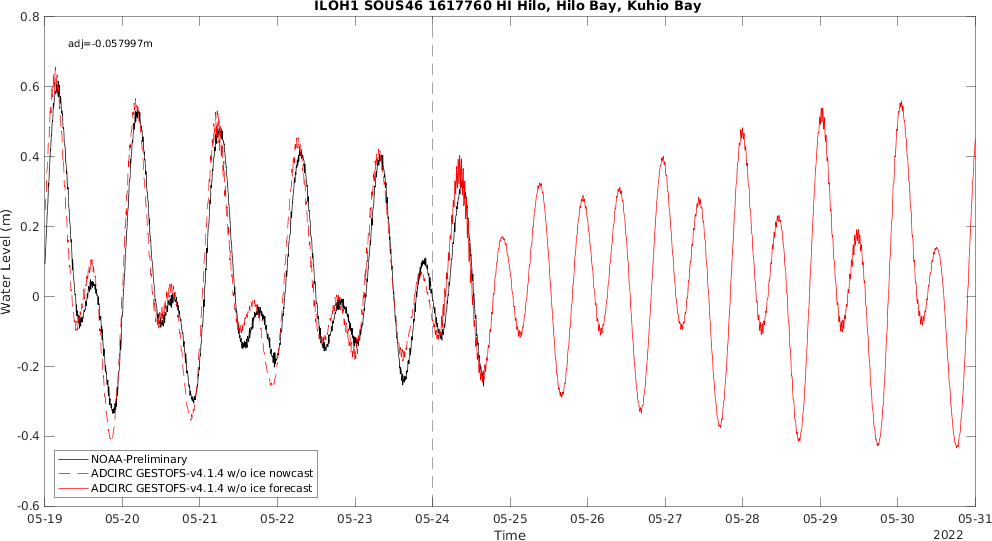 ILOH1 SOUS46 1617760 HI Hilo, Hilo Bay, Kuhio Bay
adj=-0.057997m
0.8
0.6
0.4
0.2
0
-0.2
-0.4
-0.6
Water Level (m)
NOAA-Preliminary
ADCIRC GESTOFS-v4.1.4 w/o ice nowcast
ADCIRC GESTOFS-v4.1.4 w/o ice forecast
05-19 05-20 05-21 05-22 05-23 05-24 05-25 05-26 05-27 05-28 05-29 05-30 05-31
Time
2022